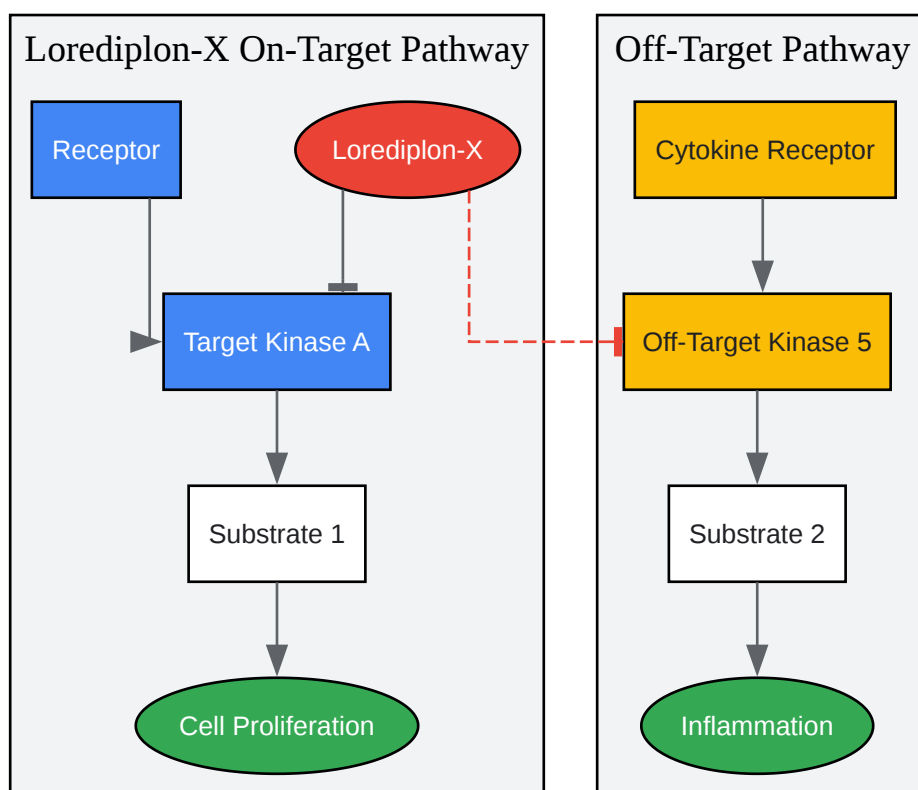 Lorediplon-X On-Target Pathway
Off-Target Pathway
Receptor
Lorediplon-X
Cytokine Receptor
Target Kinase A
Off-Target Kinase 5
Substrate 1
Substrate 2
Cell Proliferation
Inflammation